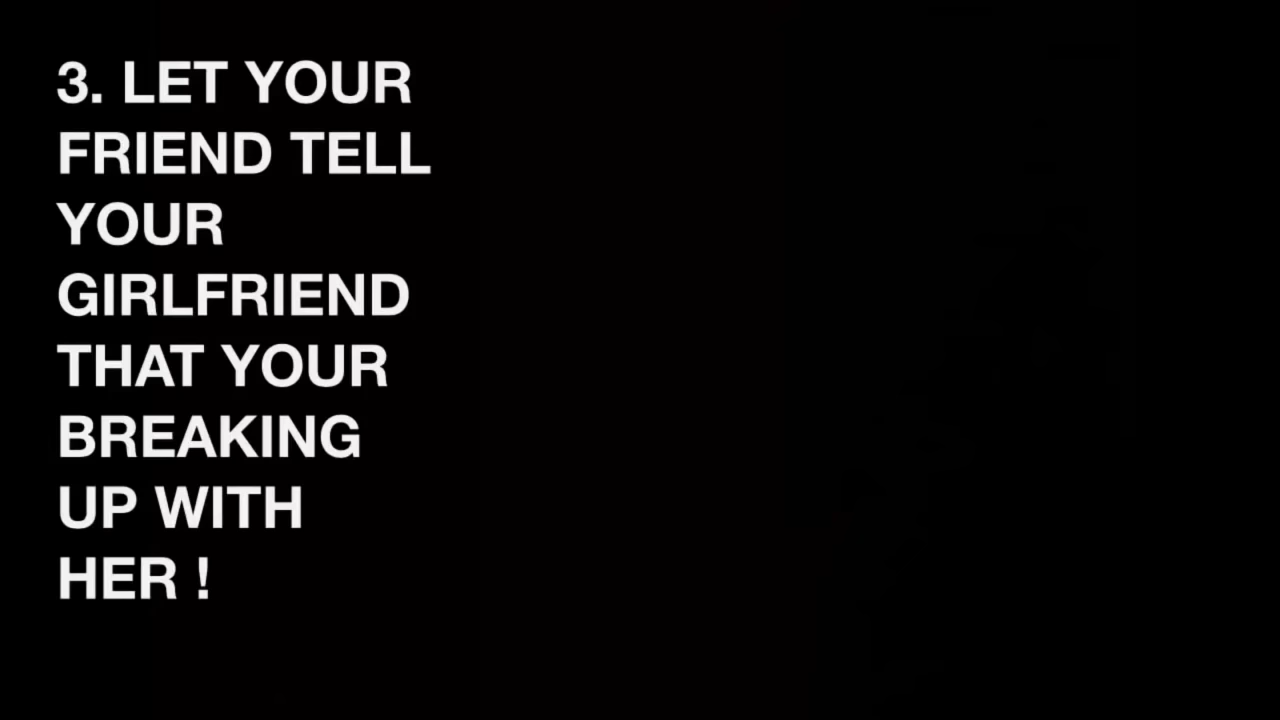 3. LET YOUR
FRIEND TELL
YOUR
GIRLFRIEND
THAT YOUR
BREAKING
UP WITH
HER !